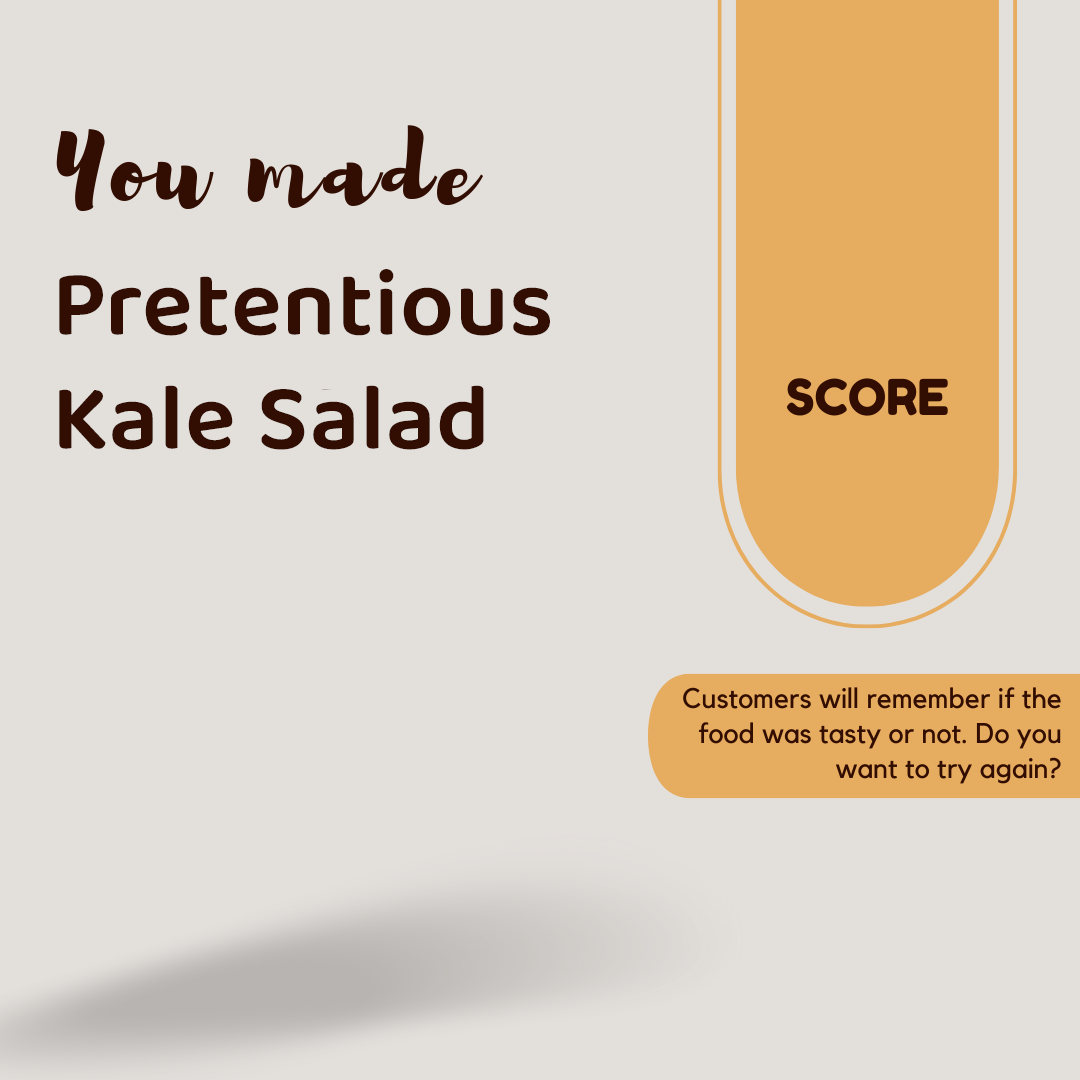 You made
Pretentious
Kale Salad
SCORE
Customers will remember if the
food was tasty or not. Do you
want to try again?